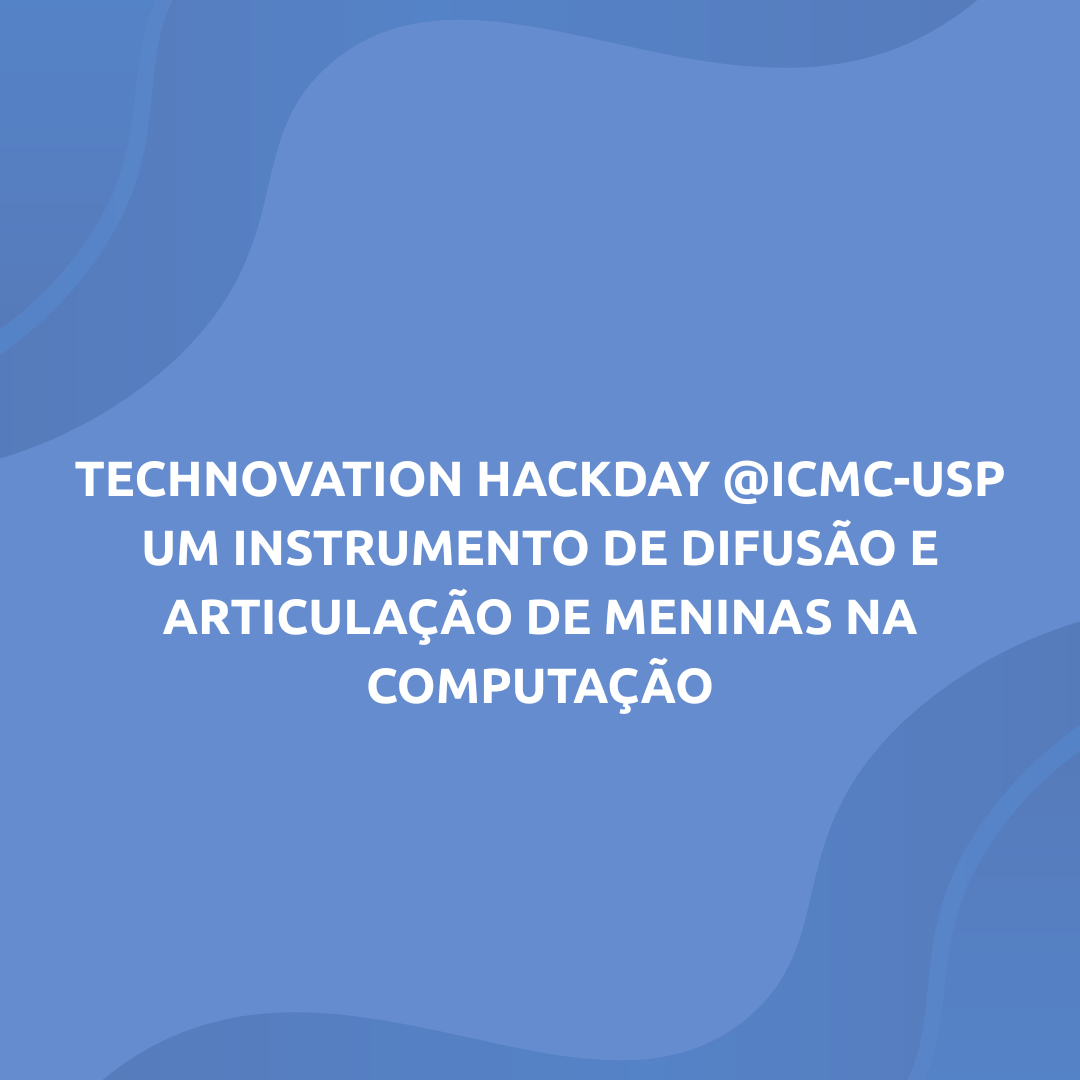 TECHNOVATION HACKDAY @ICMC-USP
UM INSTRUMENTO DE DIFUSÃO E
ARTICULAÇÃO DE MENINAS NA
COMPUTAÇÃO